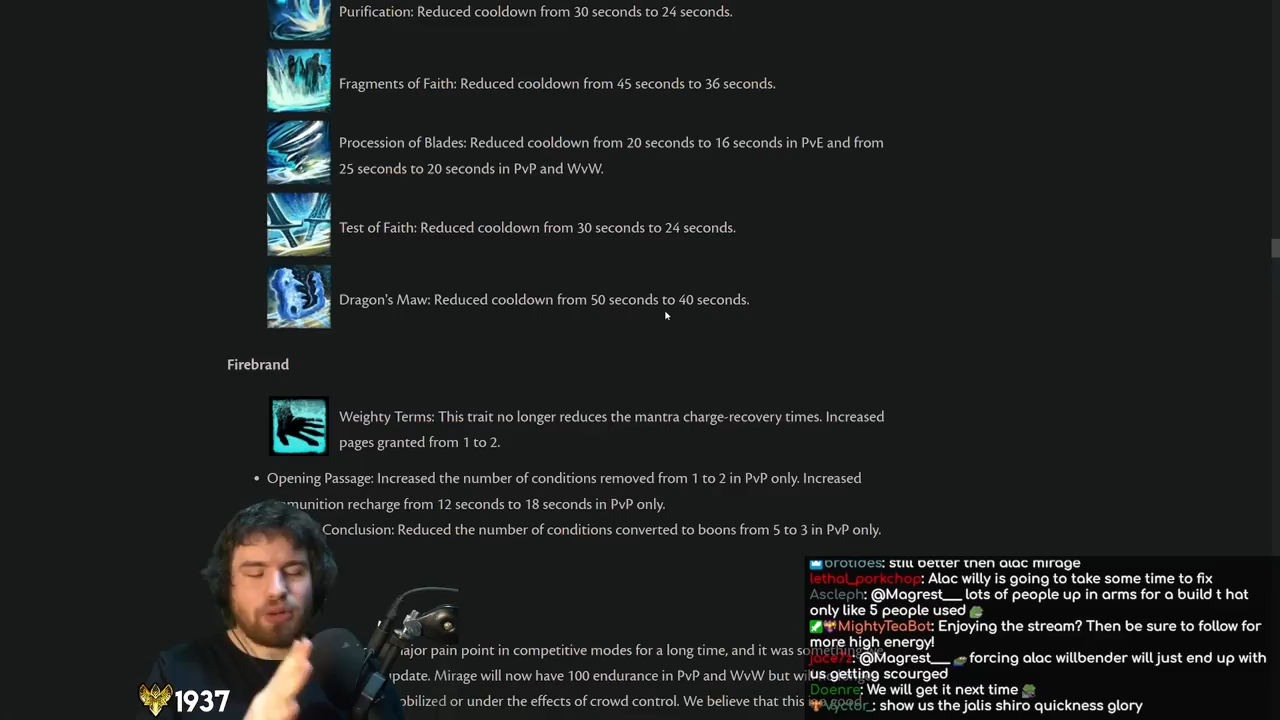 Purification: Reduced cooldown from 30 seconds to 24 seconds.
Fragments of Faith: Reduced cooldown from 45 seconds to 36 seconds.
Procession of Blades: Reduced cooldown from 20 seconds to 16 seconds in PvE and from
25 seconds to 20 seconds in PvP and WvW.
Test of Faith: Reduced cooldown from 30 seconds to 24 seconds.
Dragon's Maw: Reduced cooldown from 50 seconds to 40 seconds.
Firebrand
Weighty Terms: This trait no longer reduces the mantra charge-recovery times. Increased
pages granted from 1 to 2.
• Opening Passage: Increased the number of conditions removed from 1 to 2 in PvP only. Increased
recharge from 12 seconds to 18 seconds in PvP only.
Conclusion: Reduced the number of conditions converted to boons from 5 to 3 in PvP only.
pain point in competitive modes for a long time, and it was
update. Mirage will now have 100 endurance in PvP and WvW but
or under the effects of crowd control. We believe that this is
1937
brotides: still better then alac mirage
lethal_porkchop: Alac willy is going to take some time to fix
Ascleph: @Magrest___ lots of people up in arms for a build t hat
only like 5 people used
MightyTeaBot: Enjoying the stream? Then be sure to follow for
more high energy!
jace72: @Magrest___ forcing alac willbender will just end up with
us getting scourged
Doenre: We will get it next time
Vyctor_: show us the jalis shiro quickness glory